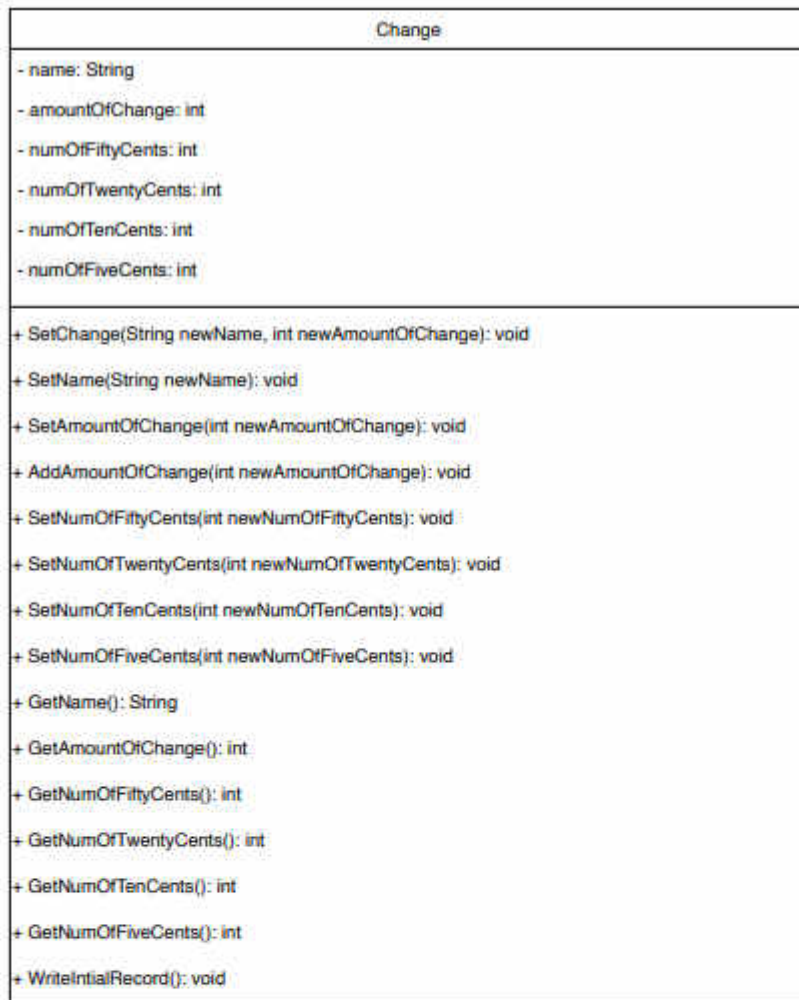 Change
- name: String
- amountOfChange: int
- numOfFiftyCents: int
- numOfTwentyCents: int
- numOfTenCents: int
- numOfFiveCents: int
+ SetChange(String newName, int newAmountOfChange): void
+ SetName(String newName): void
+ SetAmountOfChange(int newAmountOfChange): void
+ AddAmountOfChange(int newAmountOfChange): void
+ SetNumOfFiftyCents(int newNumOfFiftyCents): void
+ SetNumOfTwentyCents(int newNumOfTwentyCents): void
+ SetNumOfTenCents(int newNumOfTenCents): void
+ SetNumOfFiveCents(int newNumOfFiveCents): void
+ GetName(): String
+ GetAmountOfChange(): int
+ GetNumOfFiftyCents(): int
+ GetNumOfTwentyCents(): int
+ GetNumOfTenCents(): int
+ GetNumOfFiveCents(): int
+ WriteIntialRecord(): void